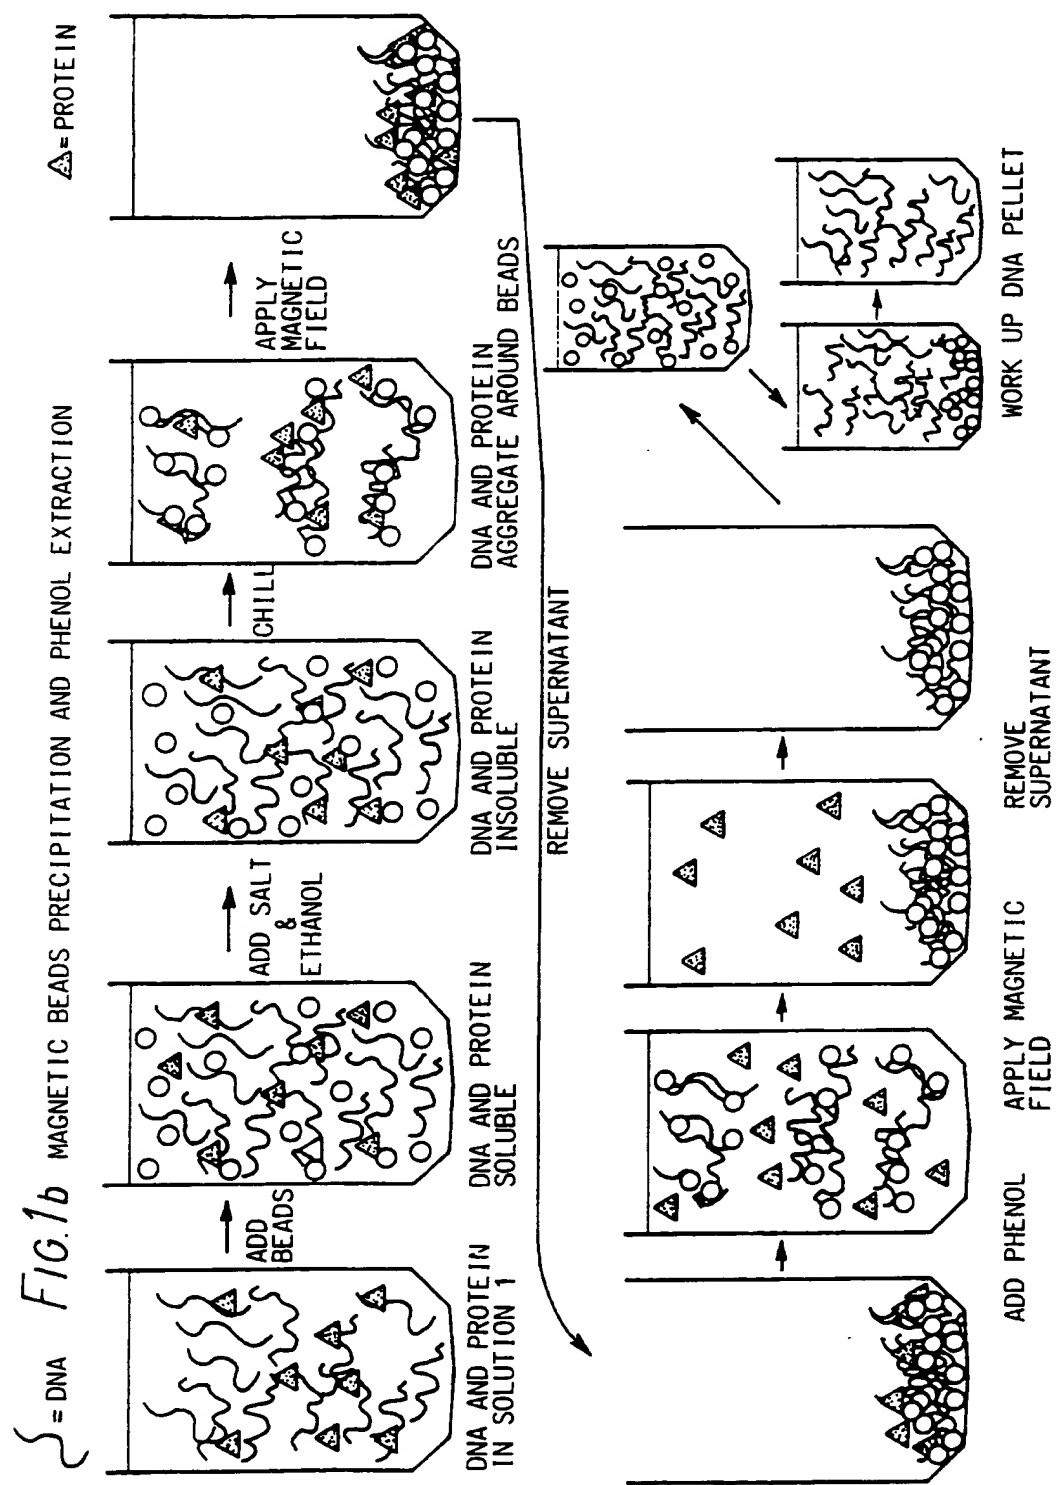 = DNA
FIG.1b MAGNETIC BEADS PRECIPITATION AND PHENOL EXTRACTION
= PROTEIN
ADD
BEADS
ADD SALT
&
ETHANOL
CHILL
APPLY
MAGNETIC
FIELD
DNA AND PROTEIN
IN SOLUTION 1
DNA AND PROTEIN
SOLUBLE
DNA AND PROTEIN
INSOLUBLE
DNA AND PROTEIN
AGGREGATE AROUND BEADS
REMOVE SUPERNATANT
ADD PHENOL
APPLY MAGNETIC
FIELD
REMOVE
SUPERNATANT
WORK UP DNA PELLET